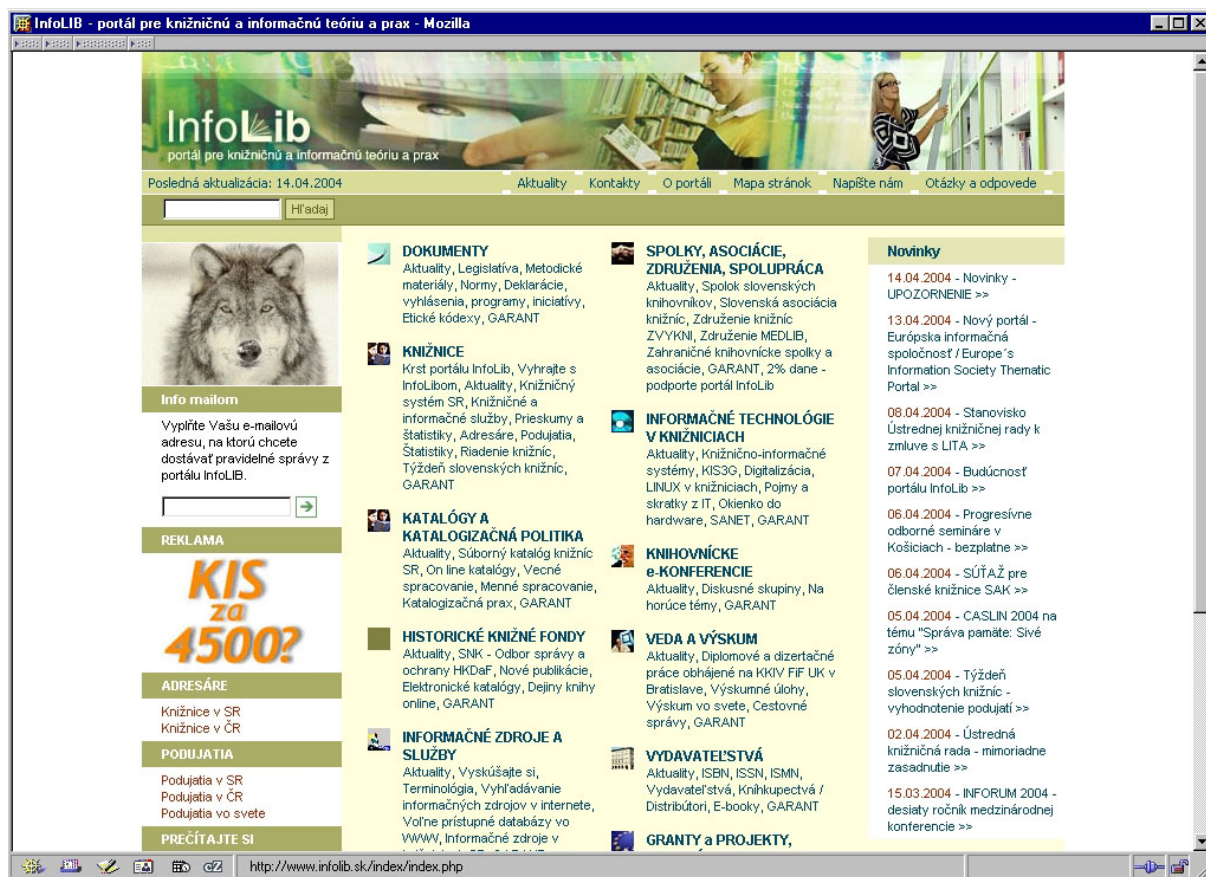 InfoLIB - portál pre knižničnú a informačnú teóriu a prax - Mozilla
InfoLib
portál pre knižničnú a informačnú teóriu a prax
Posledná aktualizácia: 14.04.2004
Aktuality Kontakty O portáli Mapa stránok Napíšte nám Otázky a odpovede
Hľadaj
Info mailom
Vyplňte Vašu e-mailovú
adresu, na ktorú chcete
dostávať pravidelné správy z
portálu InfoLIB.
REKLAMA
KIS
za
4500?
ADRESÁRE
Knižnice v SR
Knižnice v ČR
PODUJATIA
Podujatia v SR
Podujatia v ČR
Podujatia vo svete
PREČÍTAJTE SI
DOKUMENTY
Aktuality, Legislatíva, Metodické
materiály, Normy, Deklarácie,
vyhlásenia, programy, iniciatívy,
Etické kódexy, GARANT
KNIŽNICE
Krst portálu InfoLib, Vyhrajte s
InfoLibom, Aktuality, Knižničný
systém SR, Knižničné a
informačné služby, Prieskumy a
štatistiky, Adresáre, Podujatia,
Štatistiky, Riadenie knižníc,
Týždeň slovenských knižníc,
GARANT
KATALÓGY A
KATALOGIZAČNÁ POLITIKA
Aktuality, Súborný katalóg knižníc
SR, On line katalógy, Vecné
spracovanie, Menné spracovanie,
Katalogizačná prax, GARANT
HISTORICKÉ KNIŽNÉ FONDY
Aktuality, SNK - Odbor správy a
ochrany HKDaF, Nové publikácie,
Elektronické katalógy, Dejiny knihy
online, GARANT
INFORMAČNÉ ZDROJE A
SLUŽBY
Aktuality, Vyskúšajte si,
Terminológia, Vyhľadávanie
informačných zdrojov v internete,
Voľne prístupné databázy vo
WWW, Informačné zdroje v
SPOLKY, ASOCIÁCIE,
ZDRUŽENIA, SPOLUPRÁCA
Aktuality, Spolok slovenských
knihovníkov, Slovenská asociácia
knižníc, Združenie knižníc
ZVYKNI, Združenie MEDLIB,
Zahraničné knihovnícke spolky a
asociácie, GARANT, 2% dane -
podporte portál InfoLib
INFORMAČNÉ TECHNOLÓGIE
V KNIŽNICIACH
Aktuality, Knižnično-informačné
systémy, KIS3G, Digitalizácia,
LINUX v knižniciach, Pojmy a
skratky z IT, Okienko do
hardware, SANET, GARANT
KNIHOVNÍCKE
e-KONFERENCIE
Aktuality, Diskusné skupiny, Na
horúce témy, GARANT
VEDA A VÝSKUM
Aktuality, Diplomové a dizertačné
práce obhájené na KKIV FiF UK v
Bratislave, Výskumné úlohy,
Výskum vo svete, Cestovné
správy, GARANT
VYDAVATEĽSTVÁ
Aktuality, ISBN, ISSN, ISMN,
Vydavateľstvá, Kníhkupectvá /
Distribútori, E-booky, GARANT
GRANTY a PROJEKTY,
Novinky
14.04.2004 - Novinky -
UPOZORNENIE >>
13.04.2004 - Nový portál -
Európska informačná
spoločnosť / Europe´s
Information Society Thematic
Portal >>
08.04.2004 - Stanovisko
Ústrednej knižničnej rady k
zmluve s LITA >>
07.04.2004 - Budúcnosť
portálu InfoLib >>
06.04.2004 - Progresívne
odborné semináre v
Košiciach - bezplatne >>
06.04.2004 - SÚŤAŽ pre
členské knižnice SAK >>
05.04.2004 - CASLIN 2004 na
tému "Správa pamäte: Sivé
zóny" >>
05.04.2004 - Týždeň
slovenských knižníc -
vyhodnotenie podujatí >>
02.04.2004 - Ústredná
knižničná rada - mimoriadne
zasadnutie >>
15.03.2004 - INFORUM 2004 -
desiaty ročník medzinárodnej
konferencie >>
http://www.infolib.sk/index/index.php